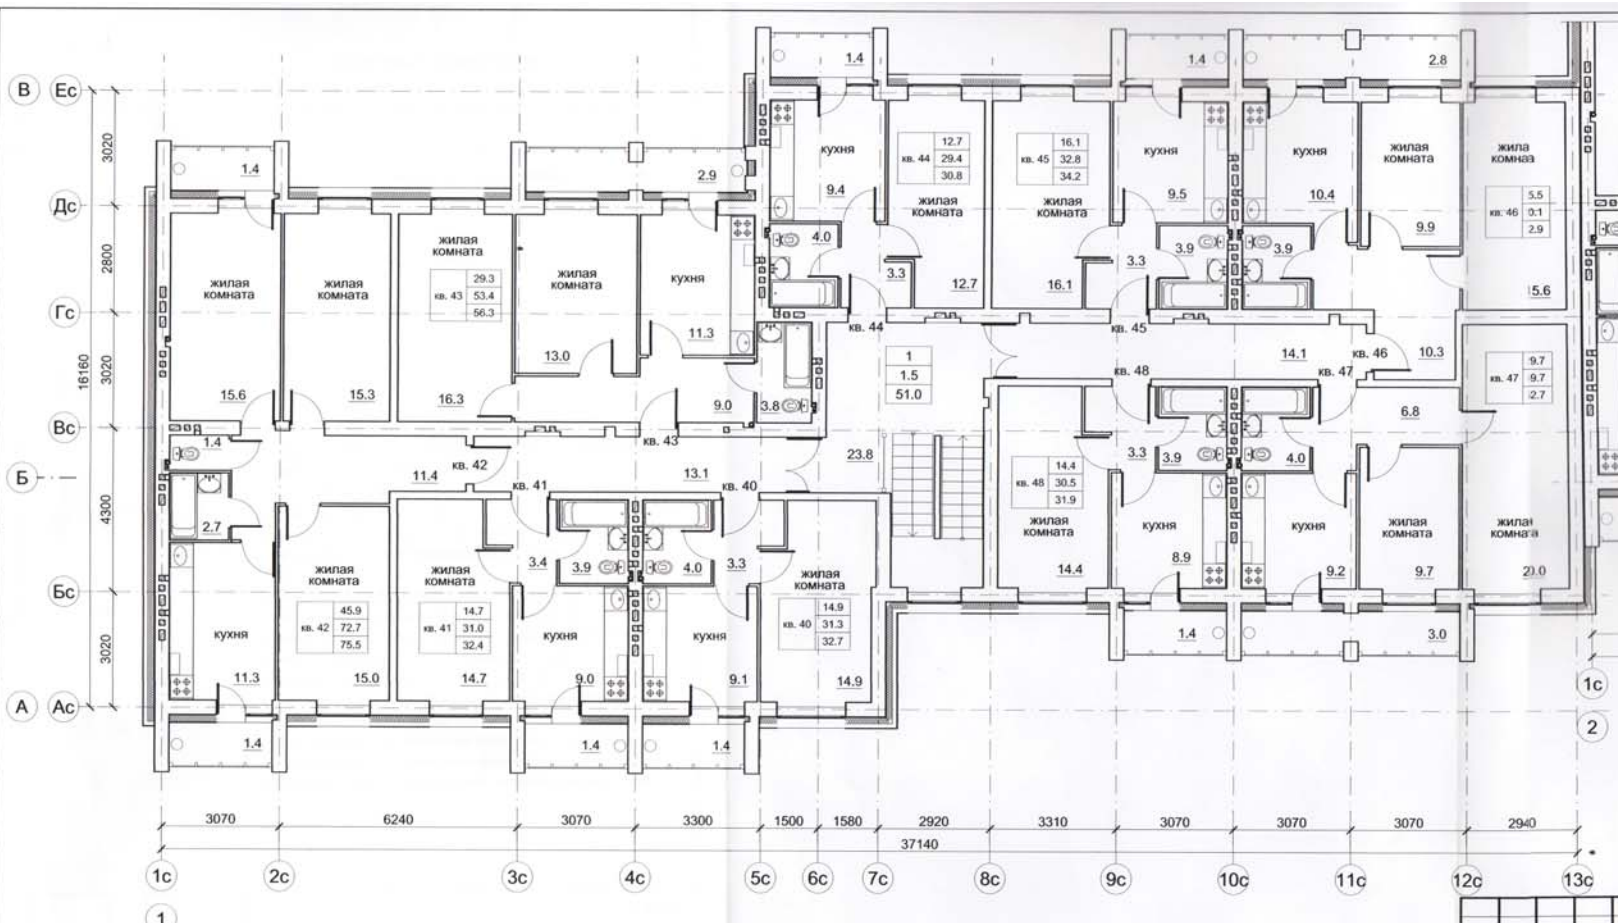 1.4
1.4
2.8
В
Ес
кухня
9.4
кв. 44
12.7
29.4
30.8
жилая
комната
12.7
кв. 45
16.1
32.8
34.2
жилая
комната
16.1
кухня
9.5
кухня
10.4
жилая
комната
9.9
жила
комна
кв. 46
5.5
2.9
5.6
3020
1.4
2.9
Дс
4.0
3.3
3.3
3.9
3.9
2800
жилая
комната
15.6
жилая
комната
15.3
жилая
комната
кв. 43
29.3
53.4
56.3
16.3
жилая
комната
13.0
кухня
11.3
Гс
кв. 44
кв. 45
16160
3020
1
1.5
51.0
14.1
кв. 46
10.3
кв. 48
кв. 47
кв. 47
9.7
9.7
2.7
9.0
3.8
6.8
Вс
1.4
кв. 43
Б
11.4
кв. 42
13.1
23.8
кв. 41
кв. 40
3.3
3.9
4.0
кв. 48
14.4
30.5
31.9
жилая
комната
14.4
кухня
8.9
кухня
9.2
жилая
комната
9.7
жилая
комната
20.0
4300
2.7
3.4
3.9
4.0
3.3
Бс
жилая
комната
кв. 42
45.9
72.7
75.5
15.0
жилая
комната
кв. 41
14.7
31.0
32.4
14.7
жилая
комната
кв. 40
14.9
31.3
32.7
14.9
кухня
11.3
кухня
9.0
кухня
9.1
3020
1.4
3.0
1с
А
Ас
2
1.4
1.4
1.4
3070
6240
3070
3300
1500
1580
2920
3310
3070
3070
3070
2940
37140
1с
2с
3с
4с
5с
6с
7с
8с
9с
10с
11с
12с
13с
1